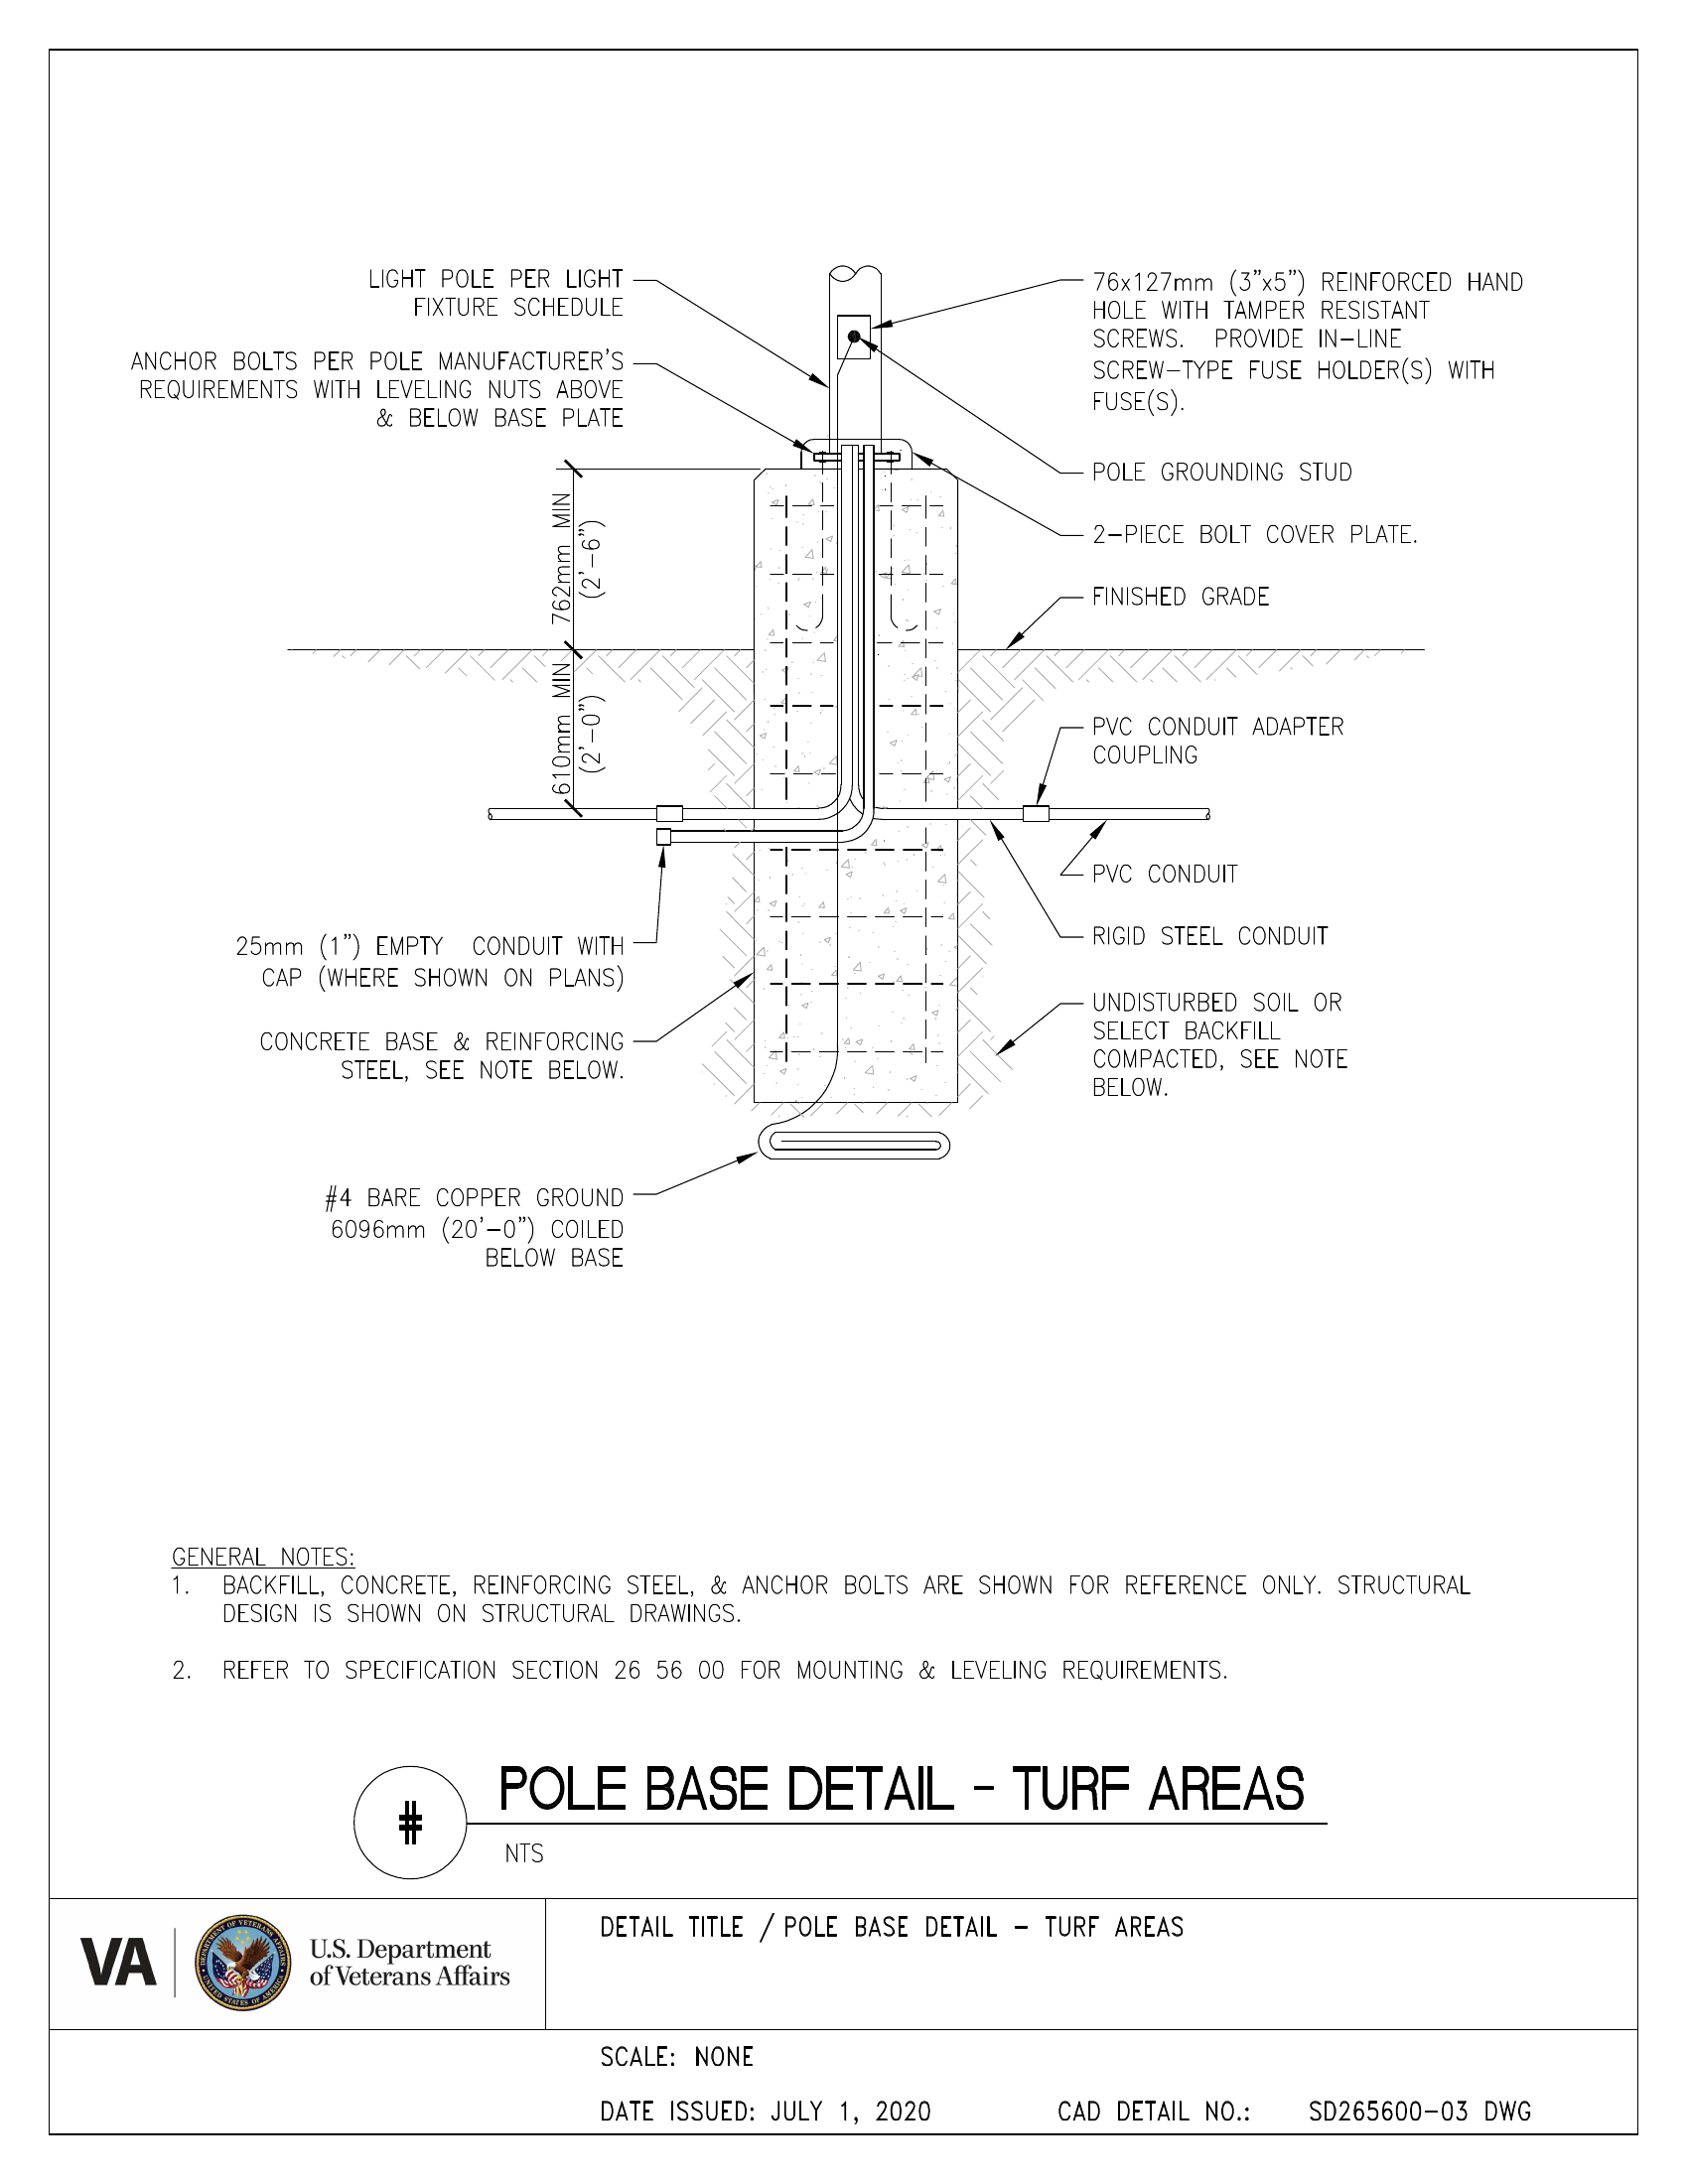 LIGHT POLE PER LIGHT
FIXTURE SCHEDULE
ANCHOR BOLTS PER POLE MANUFACTURER'S
REQUIREMENTS WITH LEVELING NUTS ABOVE
& BELOW BASE PLATE
762mm MIN
(2'-6")
610mm MIN
(2'-0")
25mm (1") EMPTY CONDUIT WITH
CAP (WHERE SHOWN ON PLANS)
CONCRETE BASE & REINFORCING
STEEL, SEE NOTE BELOW.
#4 BARE COPPER GROUND
6096mm (20'-0") COILED
BELOW BASE
76x127mm (3"x5") REINFORCED HAND
HOLE WITH TAMPER RESISTANT
SCREWS. PROVIDE IN-LINE
SCREW-TYPE FUSE HOLDER(S) WITH
FUSE(S).
POLE GROUNDING STUD
2-PIECE BOLT COVER PLATE.
FINISHED GRADE
PVC CONDUIT ADAPTER
COUPLING
PVC CONDUIT
RIGID STEEL CONDUIT
UNDISTURBED SOIL OR
SELECT BACKFILL
COMPACTED, SEE NOTE
BELOW.
GENERAL NOTES:
1. BACKFILL, CONCRETE, REINFORCING STEEL, & ANCHOR BOLTS ARE SHOWN FOR REFERENCE ONLY. STRUCTURAL
DESIGN IS SHOWN ON STRUCTURAL DRAWINGS.
2. REFER TO SPECIFICATION SECTION 26 56 00 FOR MOUNTING & LEVELING REQUIREMENTS.
#
POLE BASE DETAIL - TURF AREAS
NTS
VA
DEPARTMENT OF VETERANS AFFAIRS
UNITED STATES OF AMERICA
U.S. Department
of Veterans Affairs
DETAIL TITLE / POLE BASE DETAIL - TURF AREAS
SCALE: NONE
DATE ISSUED: JULY 1, 2020
CAD DETAIL NO.: SD265600-03 DWG